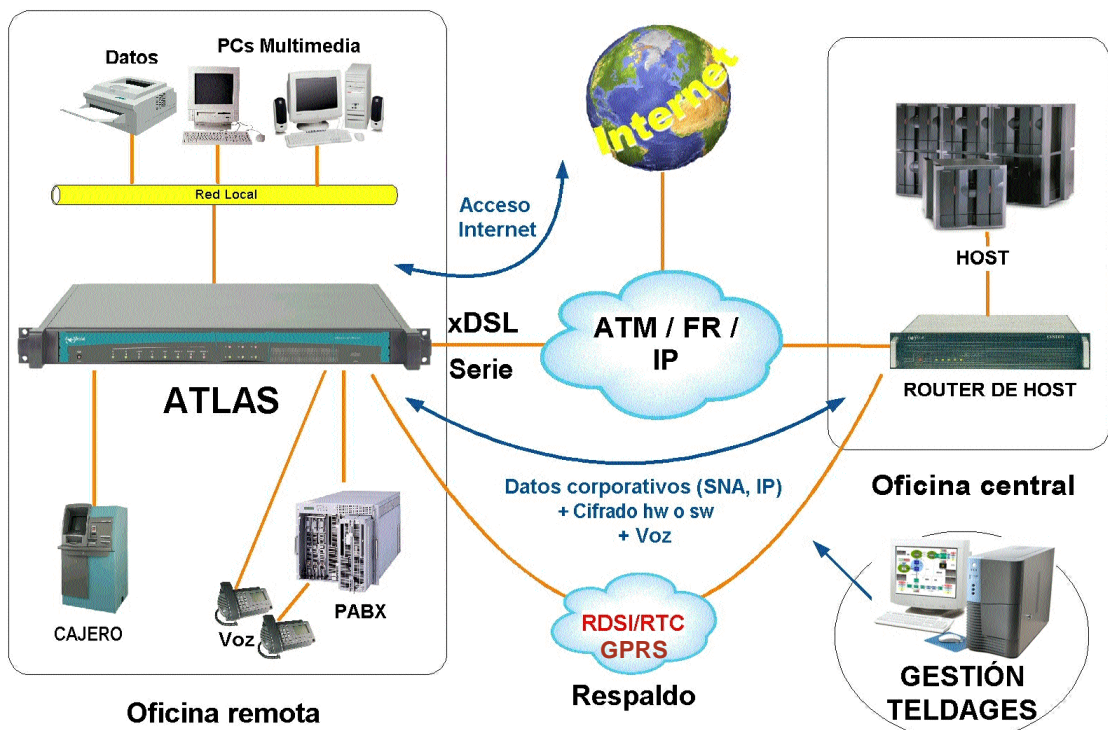 Datos
PCs Multimedia
Red Local
Acceso
Internet
Internet
HOST
xDSL
Serie
ATM / FR /
IP
ROUTER DE HOST
ATLAS
Datos corporativos (SNA, IP)
+ Cifrado hw o sw
+ Voz
Oficina central
CAJERO
Voz
PABX
RDSI/RTC
GPRS
Respaldo
GESTIÓN
TELDAGES
Oficina remota